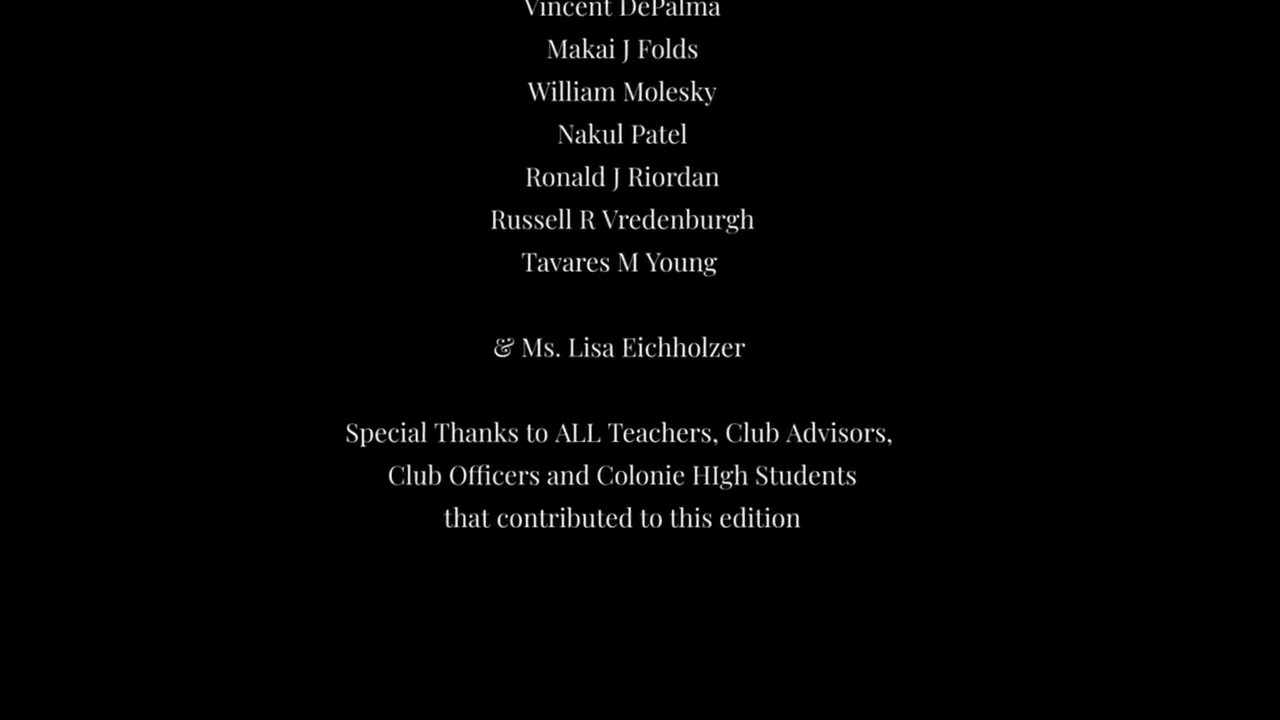 Vincent DePalma
Makai J Folds
William Molesky
Nakul Patel
Ronald J Riordan
Russell R Vredenburgh
Tavares M Young
& Ms. Lisa Eichholzer
Special Thanks to ALL Teachers, Club Advisors,
Club Officers and Colonie HIgh Students
that contributed to this edition